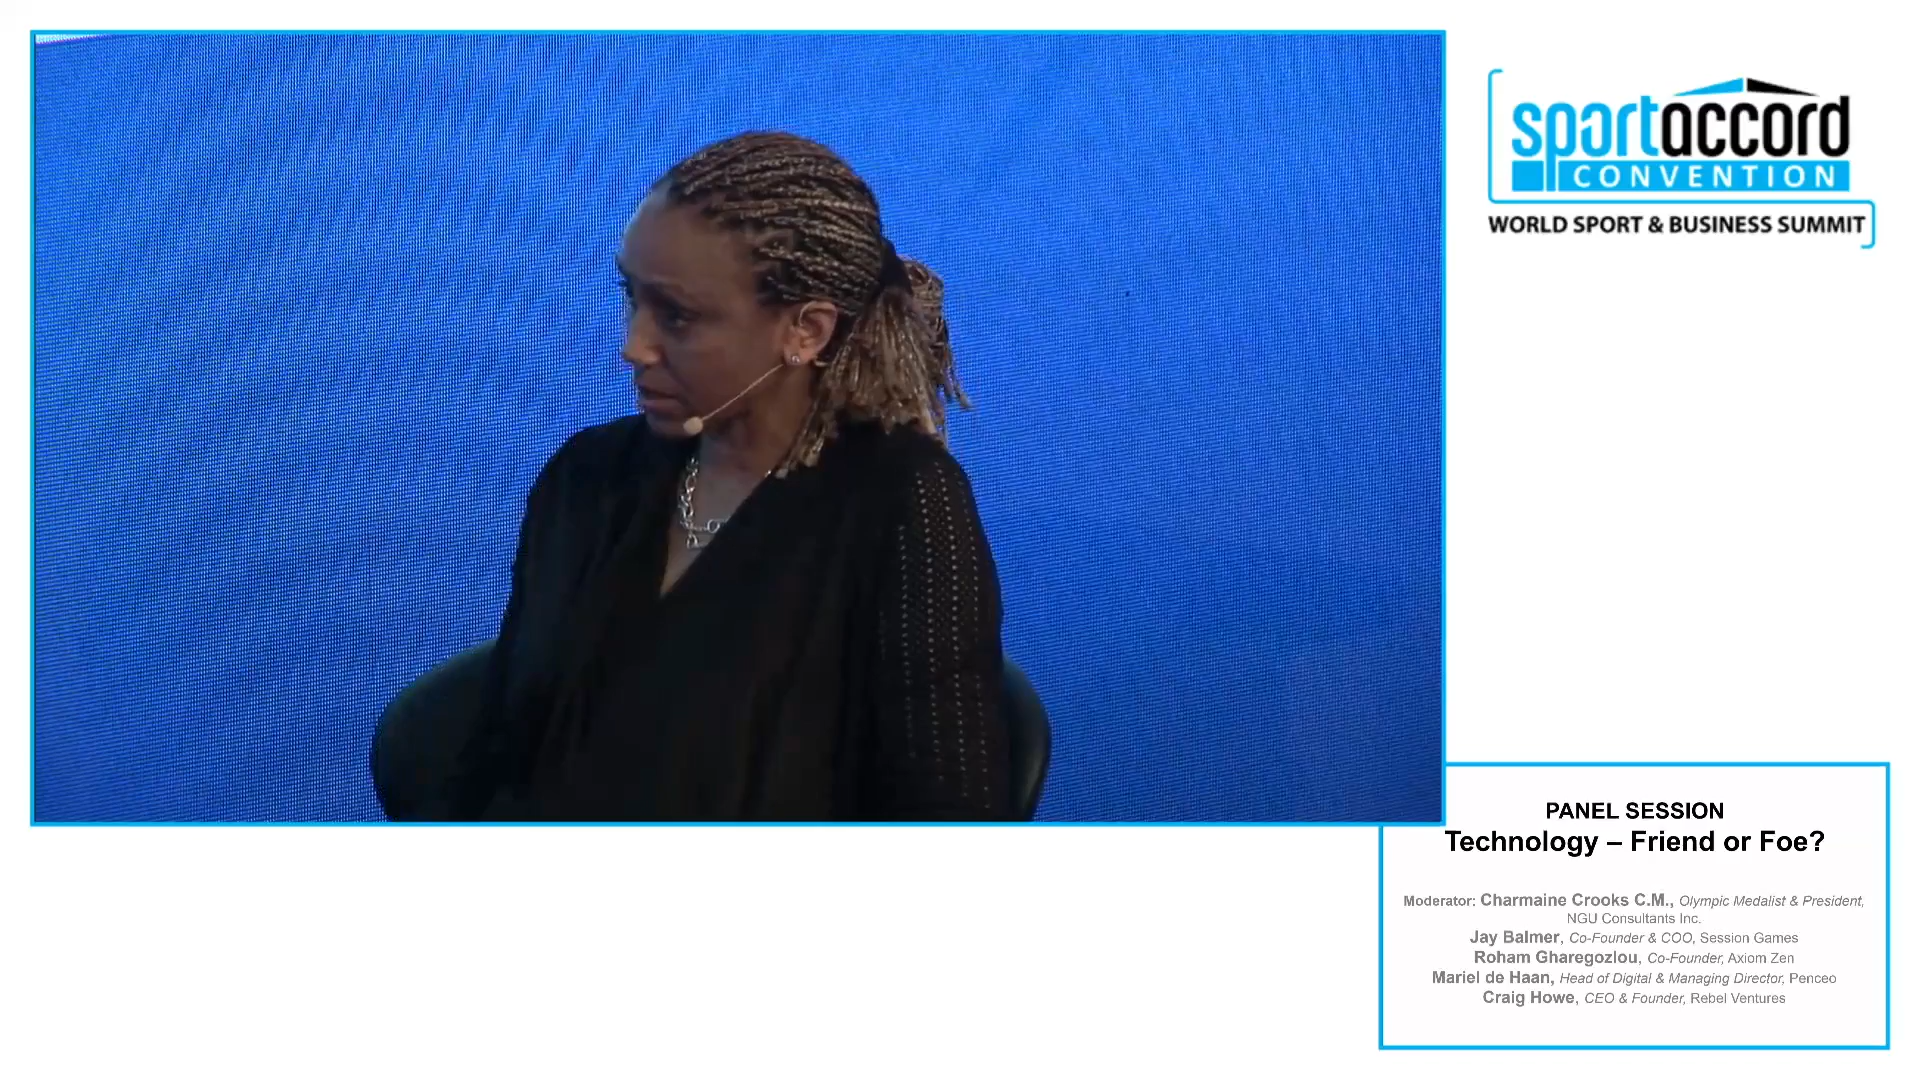 sportaccord
CONVENTION
WORLD SPORT & BUSINESS SUMMIT
PANEL SESSION
Technology – Friend or Foe?
Moderator: Charmaine Crooks C.M., Olympic Medalist & President,
NGU Consultants Inc.
Jay Balmer, Co-Founder & COO, Session Games
Roham Gharegozlou, Co-Founder, Axiom Zen
Mariel de Haan, Head of Digital & Managing Director, Penceo
Craig Howe, CEO & Founder, Rebel Ventures